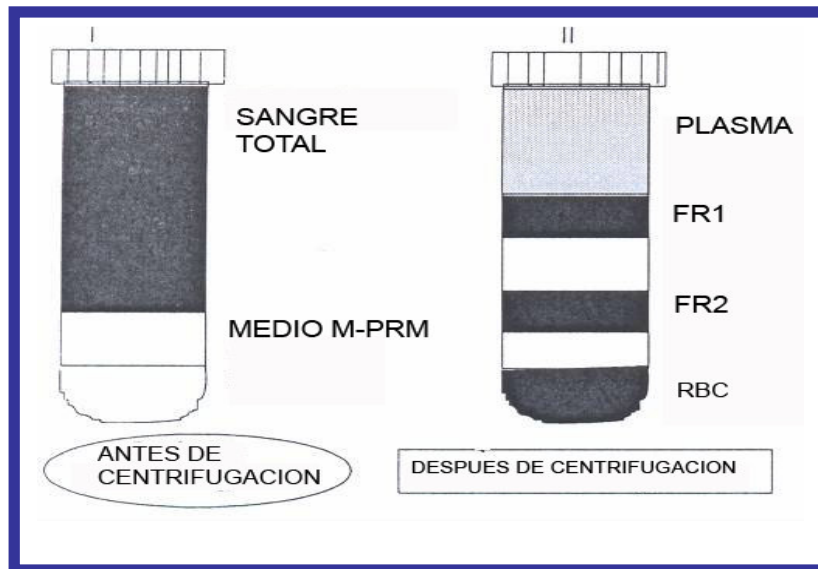 I
II
SANGRE
TOTAL
MEDIO M-PRM
PLASMA
FR1
FR2
RBC
ANTES DE
CENTRIFUGACION
DESPUES DE CENTRIFUGACION